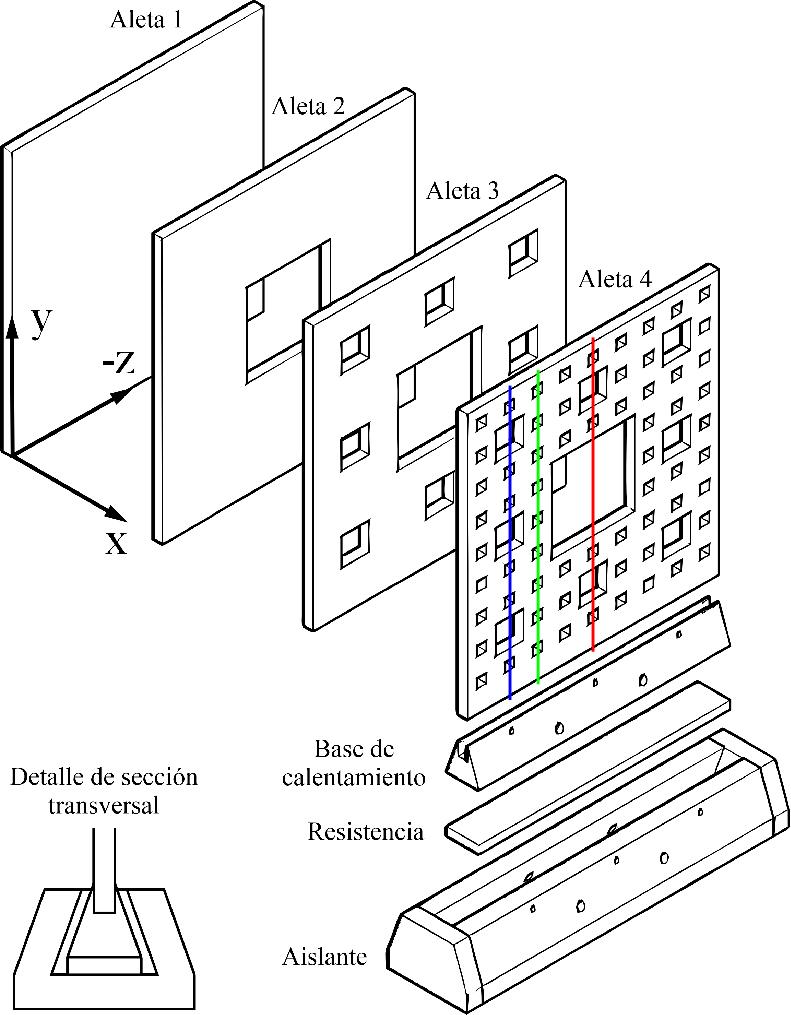 Aleta 1
Aleta 2
Aleta 3
Aleta 4
y
-z
x
Base de
calentamiento
Detalle de sección
transversal
Resistencia
Aislante